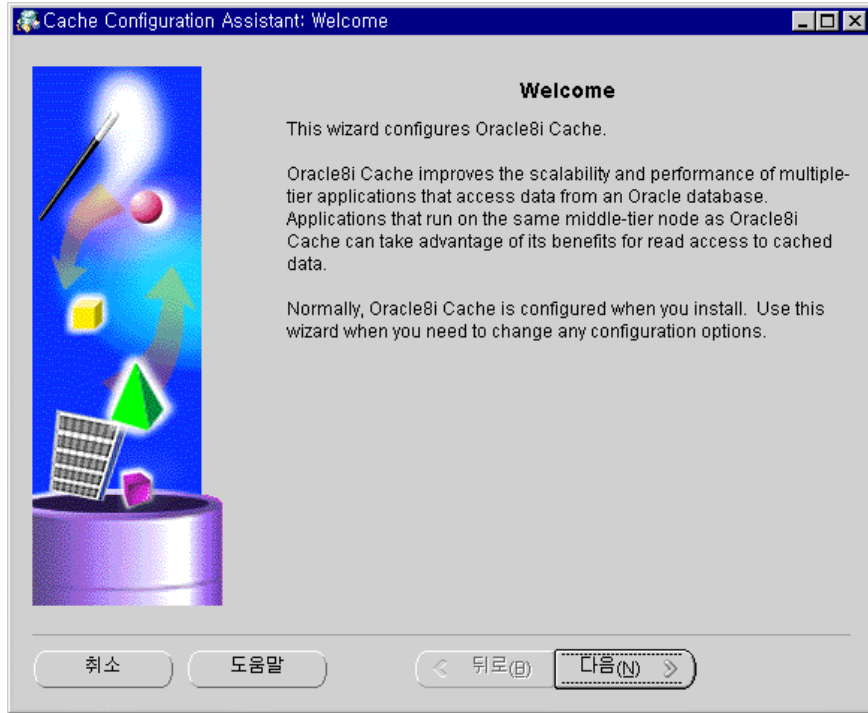 Cache Configuration Assistant: Welcome
Welcome
This wizard configures Oracle8i Cache.
Oracle8i Cache improves the scalability and performance of multiple-
tier applications that access data from an Oracle database.
Applications that run on the same middle-tier node as Oracle8i
Cache can take advantage of its benefits for read access to cached
data.
Normally, Oracle8i Cache is configured when you install.  Use this
wizard when you need to change any configuration options.
취소 도움말 뒤로(B) 다음(N)